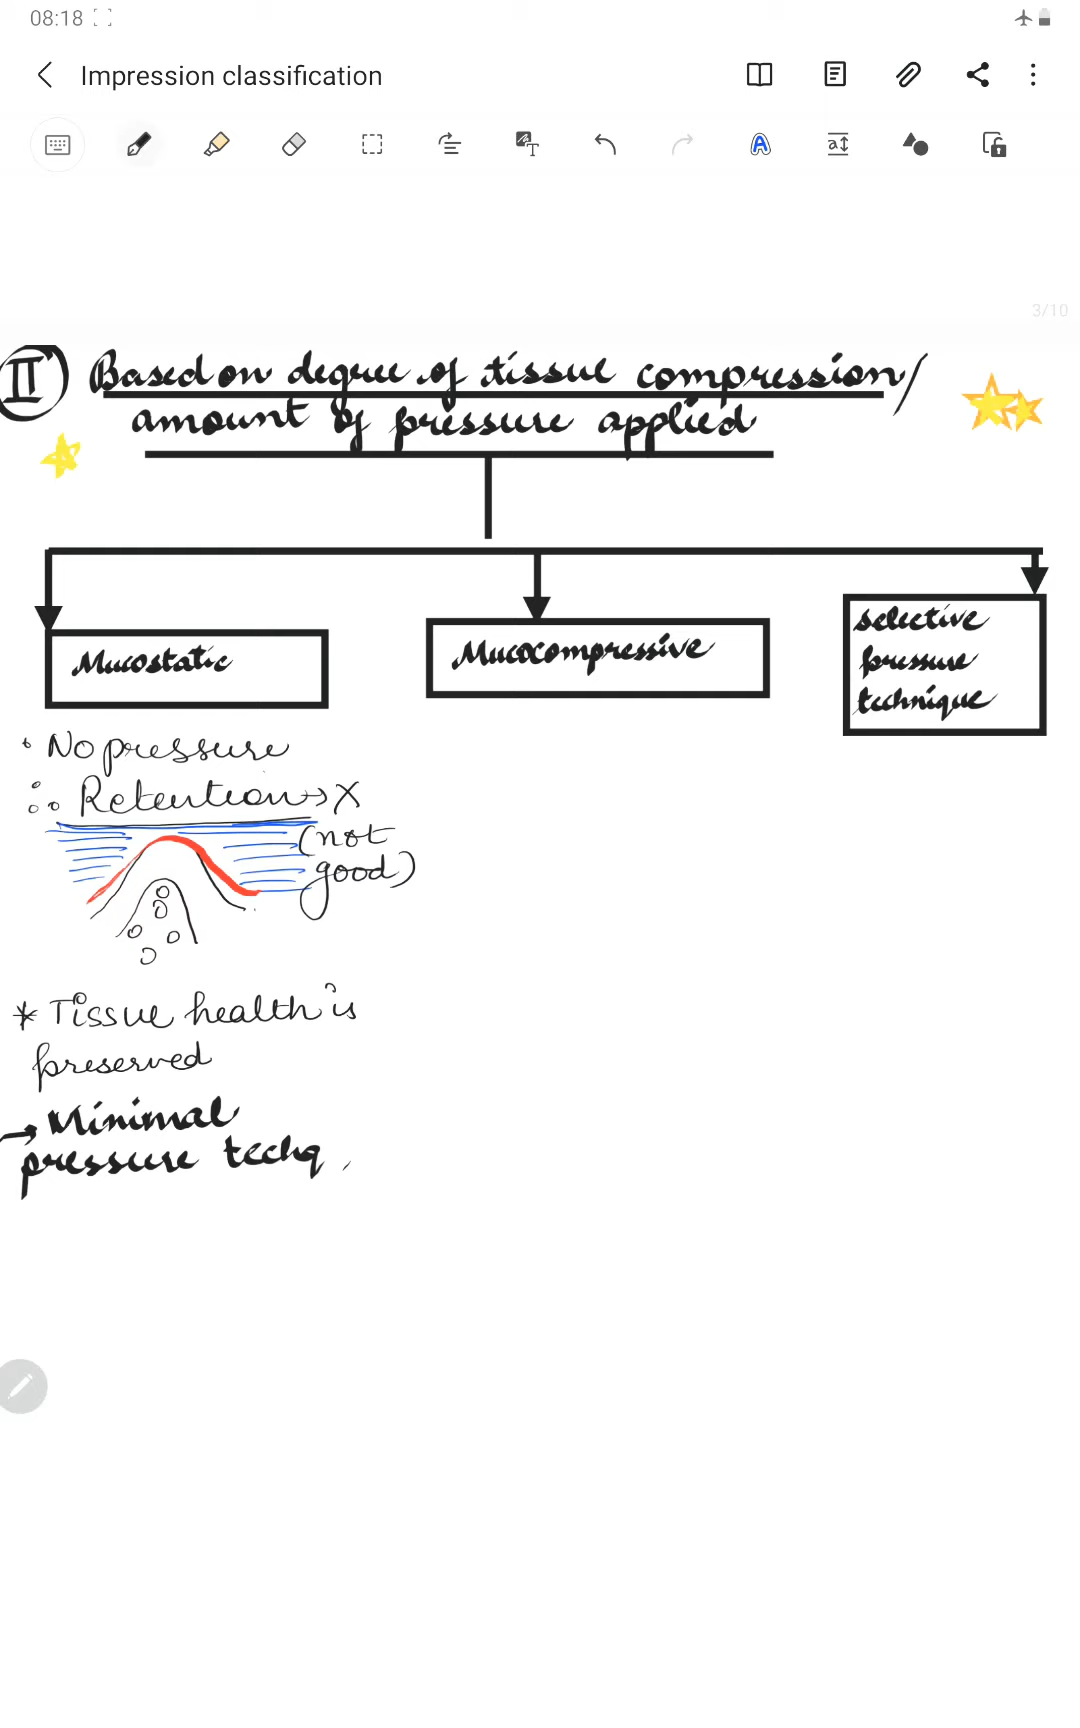 08:18
Impression classification
3/10
II Based on degree of tissue compression/
amount of pressure applied
Mucostatic
Mucocompressive
selective
pressure
technique
• No pressure
∴ Retention → X
(not
good)
* Tissue health is
preserved
→ Minimal
pressure techq.